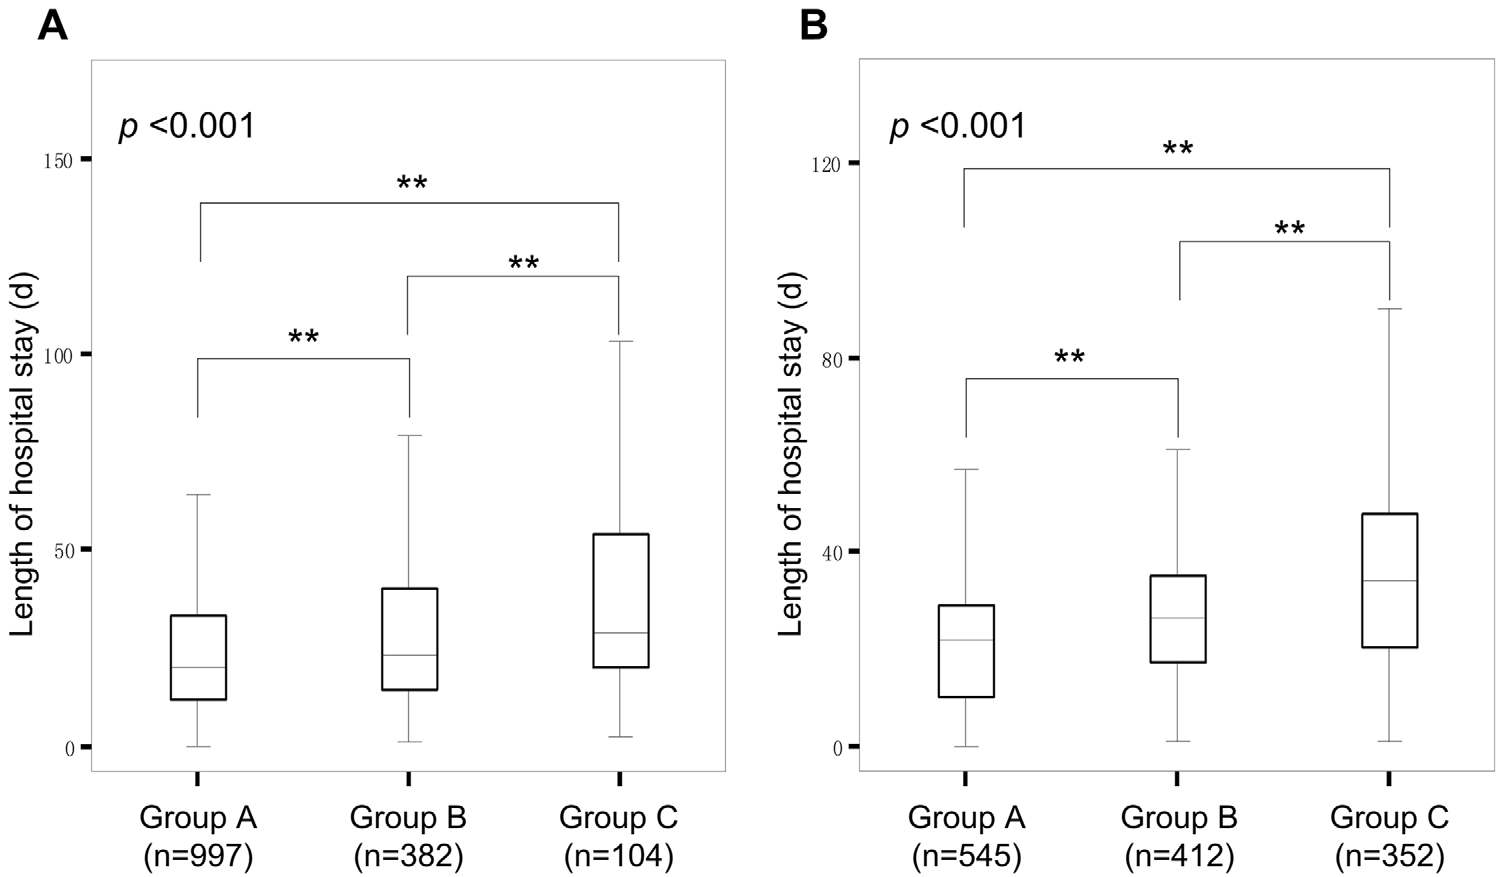 A
p <0.001
Length of hospital stay (d)
150
100
50
0
**
**
**
Group A
(n=997)
Group B
(n=382)
Group C
(n=104)
B
p <0.001
Length of hospital stay (d)
120
80
40
0
**
**
**
Group A
(n=545)
Group B
(n=412)
Group C
(n=352)